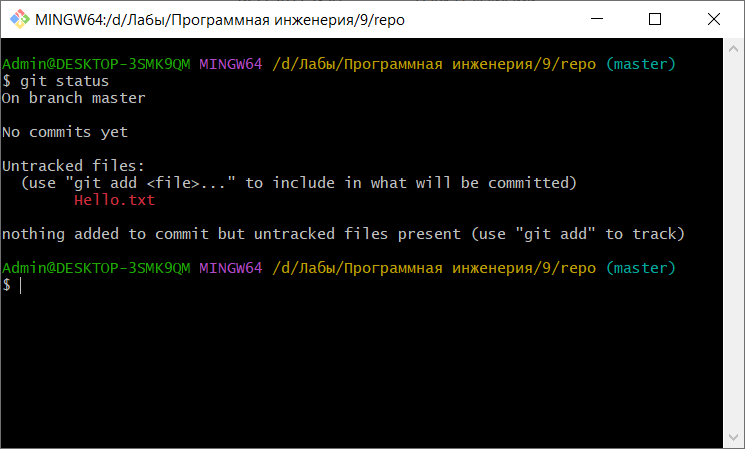 MINGW64:/d/Лабы/Программная инженерия/9/repo
Admin@DESKTOP-3SMK9QM MINGW64 /d/Лабы/Программная инженерия/9/repo (master)
$ git status
On branch master
No commits yet
Untracked files:
(use "git add <file>..." to include in what will be committed)
Hello.txt
nothing added to commit but untracked files present (use "git add" to track)
Admin@DESKTOP-3SMK9QM MINGW64 /d/Лабы/Программная инженерия/9/repo (master)
$